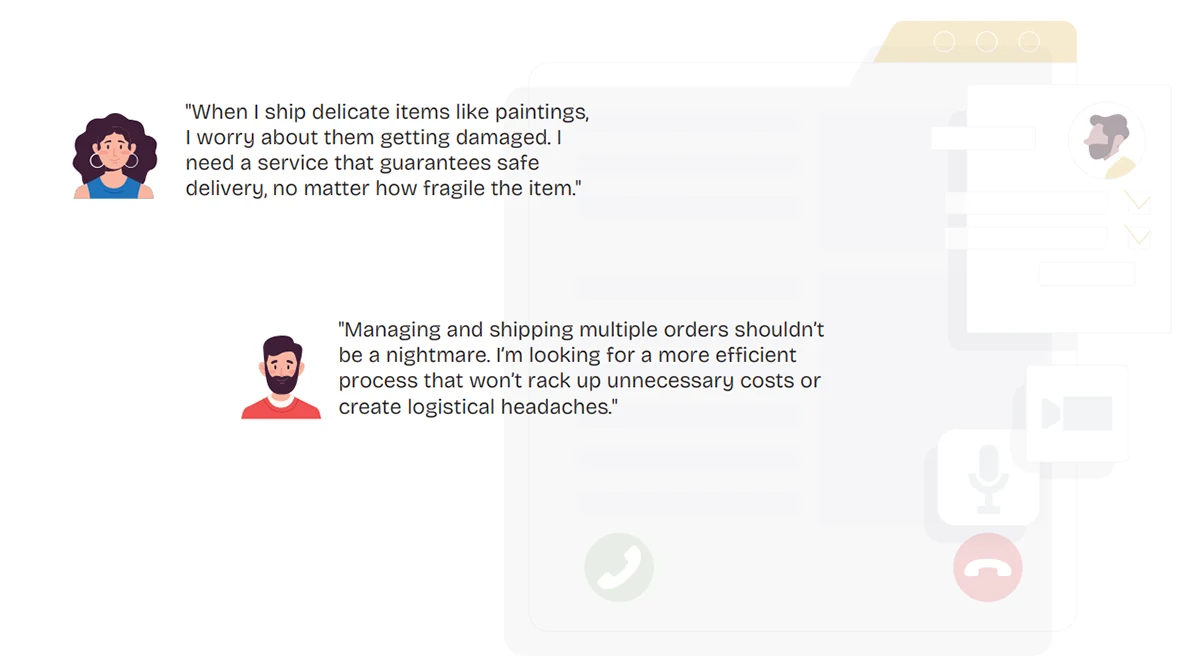 "When I ship delicate items like paintings,
I worry about them getting damaged. I
need a service that guarantees safe
delivery, no matter how fragile the item."
"Managing and shipping multiple orders shouldn’t
be a nightmare. I’m looking for a more efficient
process that won’t rack up unnecessary costs or
create logistical headaches."